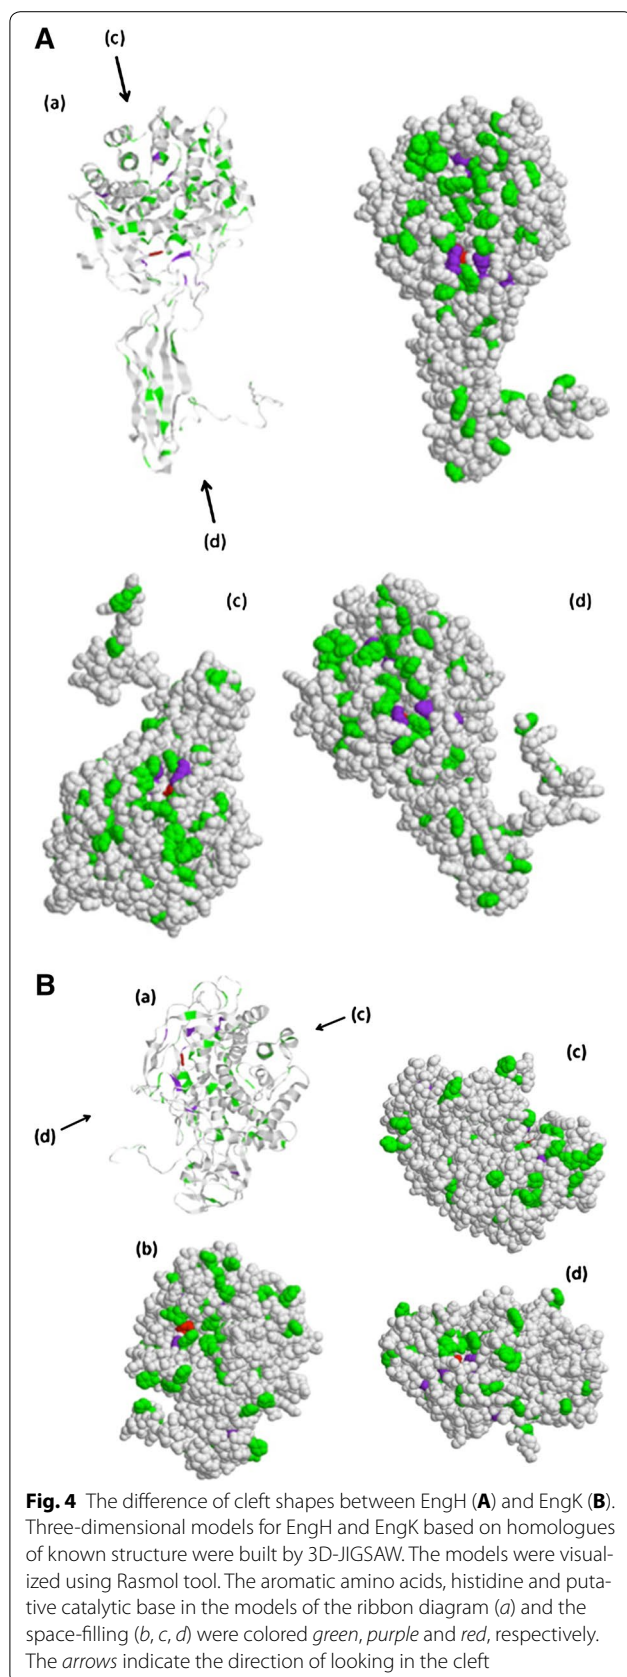 A
(c)
(a)
(d)
(c)
(d)
B
(a)
(c)
(c)
(d)
(b)
(d)
Fig. 4 The difference of cleft shapes between EngH (A) and EngK (B).
Three-dimensional models for EngH and EngK based on homologues
of known structure were built by 3D-JIGSAW. The models were visual-
ized using Rasmol tool. The aromatic amino acids, histidine and puta-
tive catalytic base in the models of the ribbon diagram (a) and the
space-filling (b, c, d) were colored green, purple and red, respectively.
The arrows indicate the direction of looking in the cleft